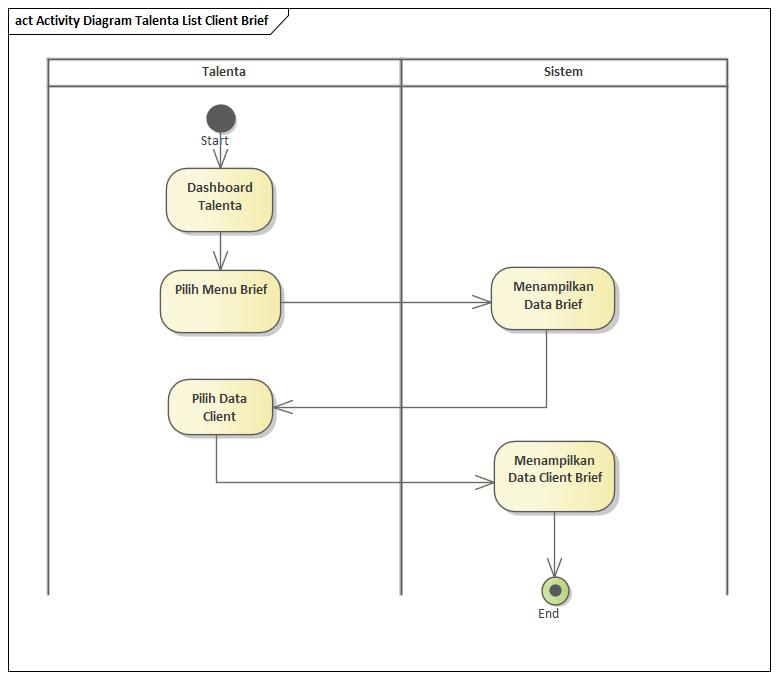 act Activity Diagram Talenta List Client Brief
Talenta
Sistem
Start
Dashboard
Talenta
Pilih Menu Brief
Menampilkan
Data Brief
Pilih Data
Client
Menampilkan
Data Client Brief
End